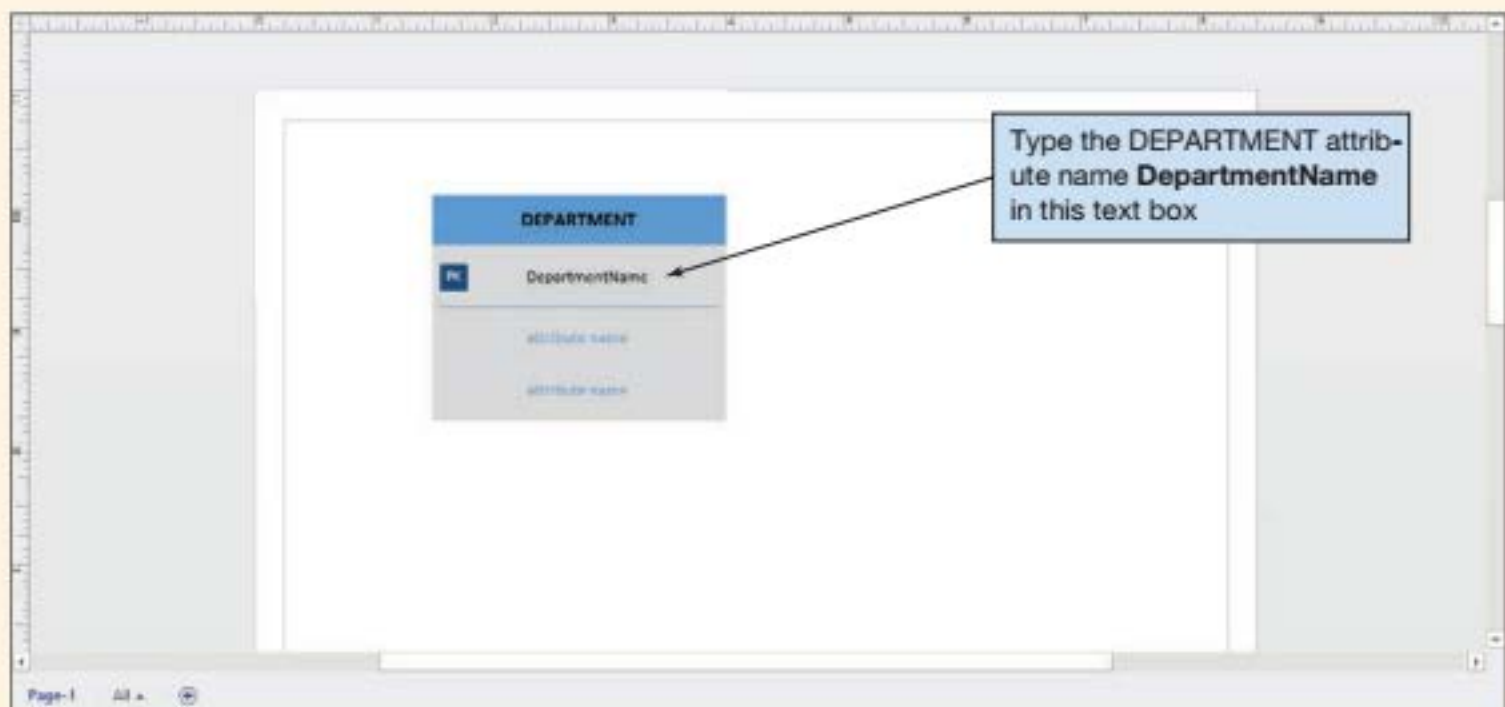 Type the DEPARTMENT attrib-
ute name DepartmentName
in this text box
DEPARTMENT
PK
DepartmentName
attribute name
attribute name
Page-1
All